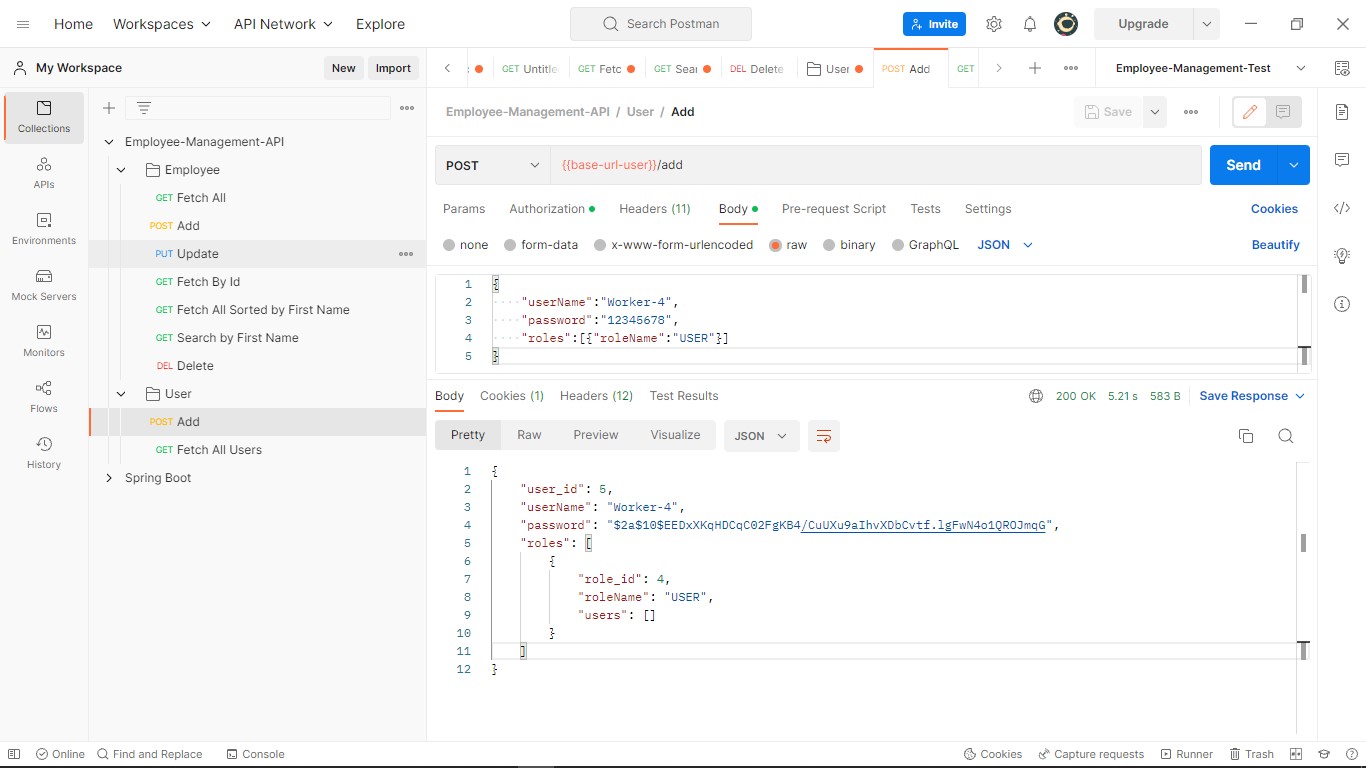 Home Workspaces API Network Explore Search Postman Invite Upgrade
My Workspace New Import GET Untitle GET Fetc GET Sear DEL Delete User POST Add GET Employee-Management-Test
Collections
APIs
Environments
Mock Servers
Monitors
Flows
History
Employee-Management-API
Employee
GET Fetch All
POST Add
PUT Update
GET Fetch By Id
GET Fetch All Sorted by First Name
GET Search by First Name
DEL Delete
User
POST Add
GET Fetch All Users
Spring Boot
Employee-Management-API / User / Add Save
POST {{base-url-user}}/add Send
Params Authorization Headers (11) Body Pre-request Script Tests Settings Cookies
none form-data x-www-form-urlencoded raw binary GraphQL JSON Beautify
1 {
2 "userName":"Worker-4",
3 "password":"12345678",
4 "roles":[{"roleName":"USER"}]
5 }
Body Cookies (1) Headers (12) Test Results 200 OK 5.21 s 583 B Save Response
Pretty Raw Preview Visualize JSON
1 {
2 "user_id": 5,
3 "userName": "Worker-4",
4 "password": "$2a$10$EEDxXKqHDCqC02FgKB4/CuUXu9aIhvXDbCvtf.lgFwN4o1QROJmqG",
5 "roles": [
6 {
7 "role_id": 4,
8 "roleName": "USER",
9 "users": []
10 }
11 ]
12 }
Online Find and Replace Console Cookies Capture requests Runner Trash